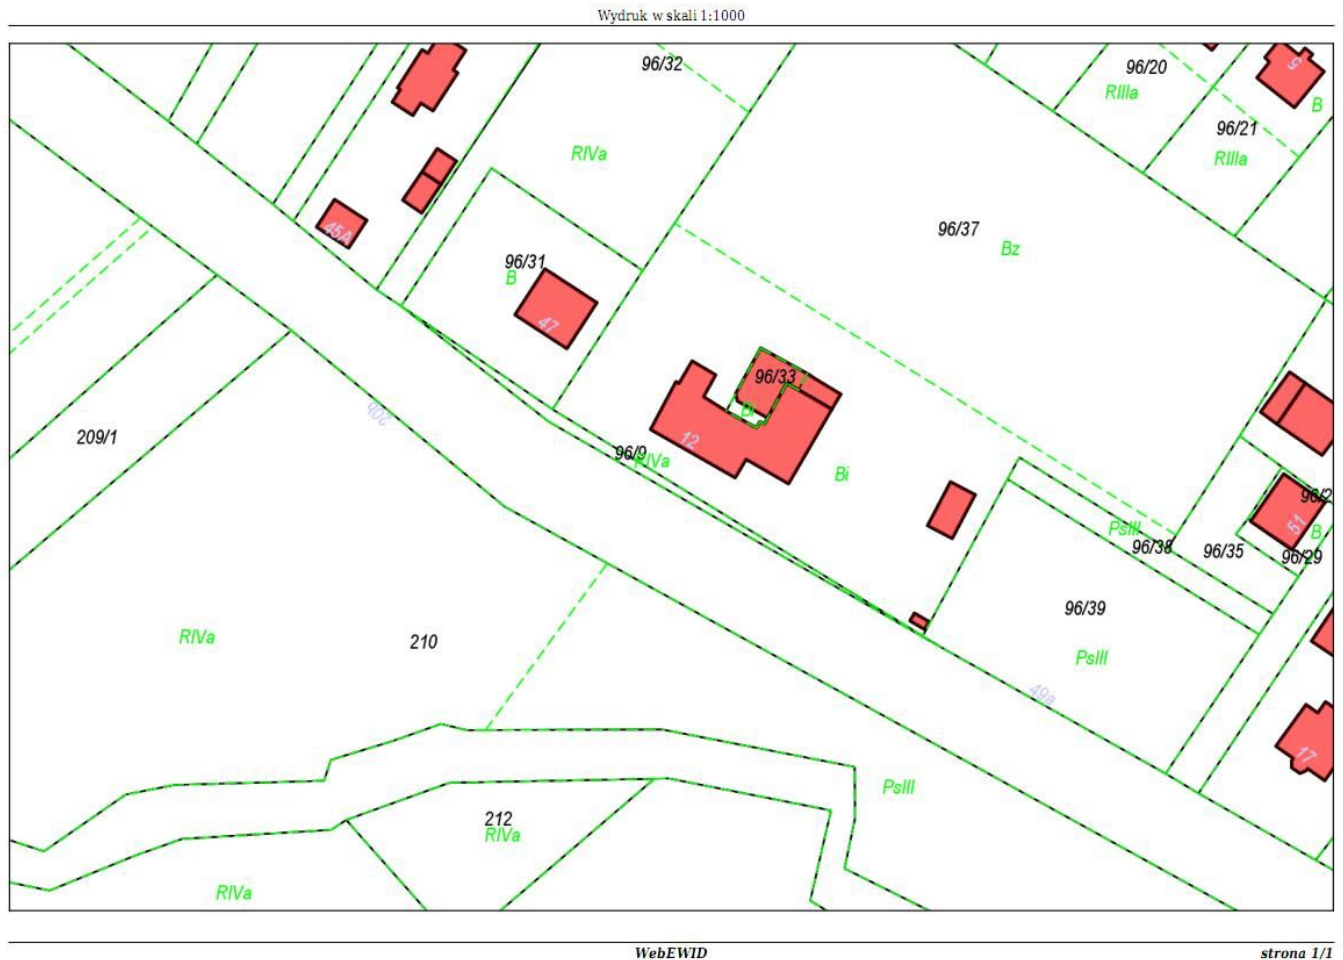 Wydruk w skali 1:1000
96/32
96/20
RIIIa
5
B
96/21
RIIIa
RIVa
96/37
Bz
45A
96/31
B
47
96/33
Bi
209/1
12
96/9
RIVa
Bi
PsIII
96/38
96/35
51
B
96/29
96/39
PsIII
RIVa
210
49a
17
PsIII
212
RIVa
RIVa
WebEWID
strona 1/1